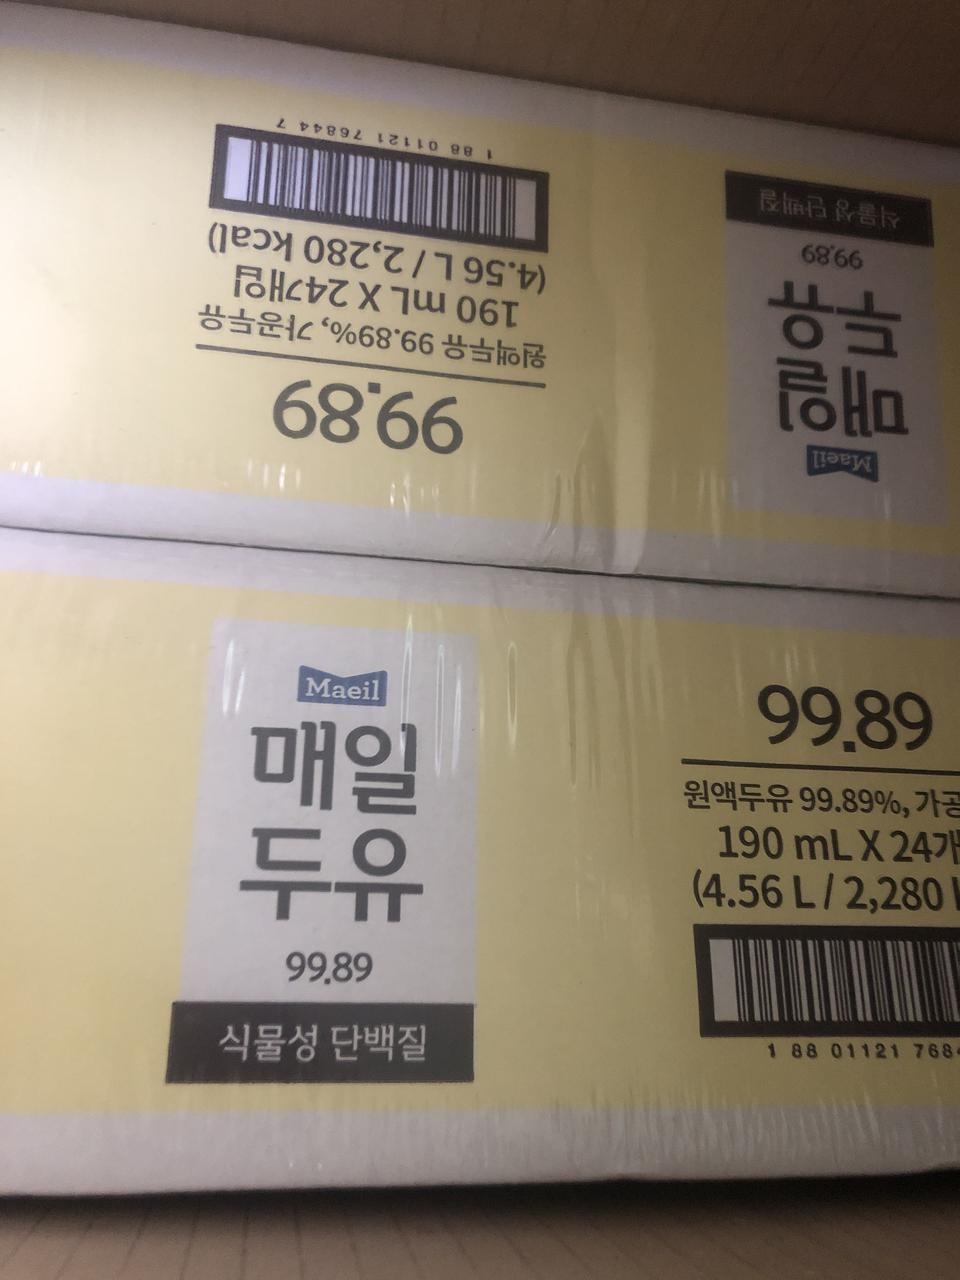 1 88 01121 76844 7
(4.56 L / 2,280 kcal)
190 mL X 24개입
원액두유 99.89%, 가공두유
99.89
식물성 단백질
99.89
두유
매일
Maeil
Maeil
매일
두유
99.89
식물성 단백질
99.89
원액두유 99.89%, 가공
190 mL X 24개
(4.56 L / 2,280
1 88 01121 7684